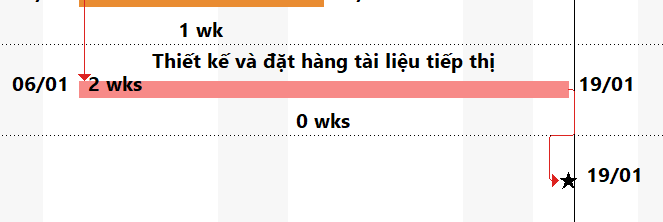 1 wk
Thiết kế và đặt hàng tài liệu tiếp thị
06/01 2 wks 19/01
0 wks
19/01